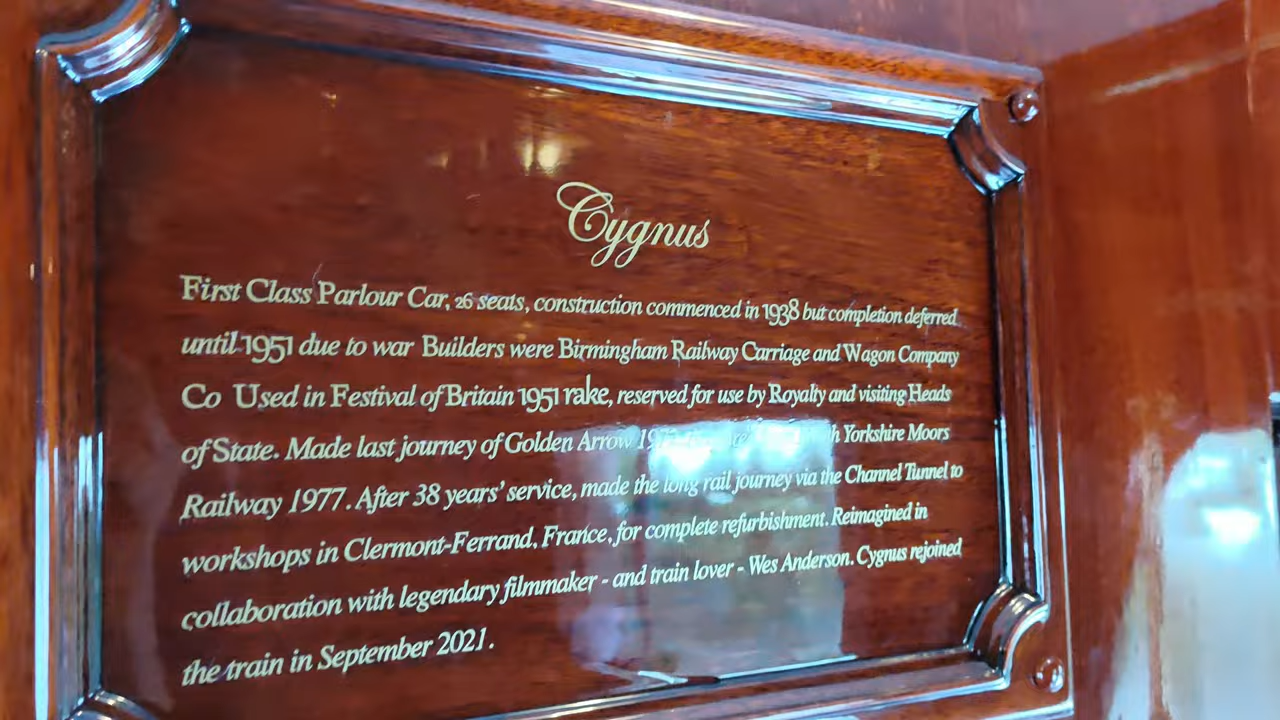 Cygnus
First Class Parlour Car, 26 seats, construction commenced in 1938 but completion deferred
until 1951 due to war Builders were Birmingham Railway Carriage and Wagon Company
Co Used in Festival of Britain 1951 rake, reserved for use by Royalty and visiting Heads
of State. Made last journey of Golden Arrow Yorkshire Moors
Railway 1977. After 38 years' service, made the long rail journey via the Channel Tunnel to
workshops in Clermont-Ferrand, France, for complete refurbishment. Reimagined in
collaboration with legendary filmmaker - and train lover - Wes Anderson. Cygnus rejoined
the train in September 2021.